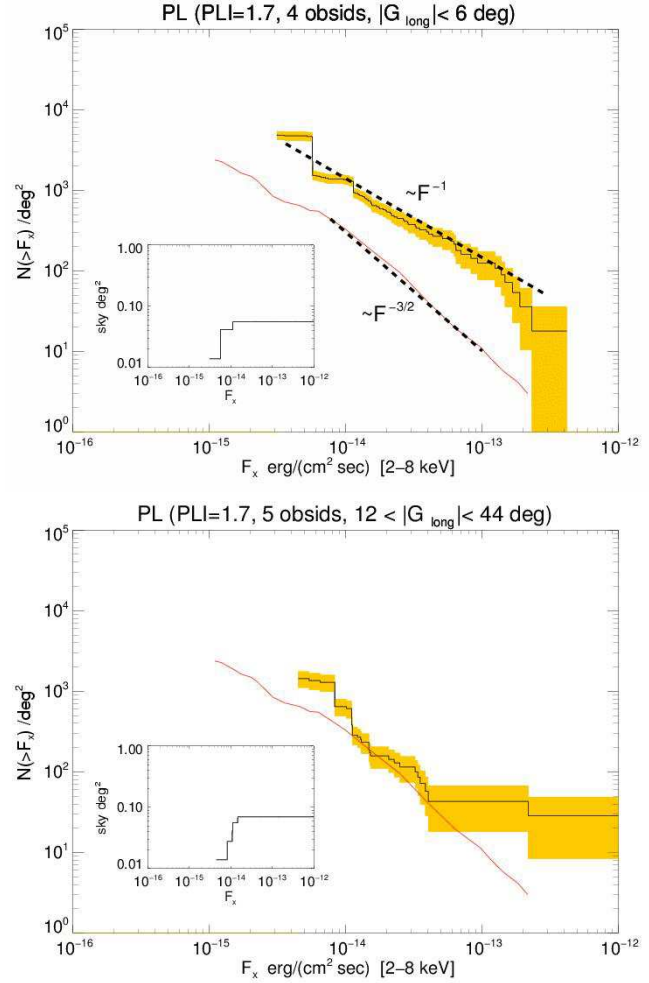 PL (PLI=1.7, 4 obsids, |G long|< 6 deg)
10^5
10^4
10^3
10^2
10^1
10^0
N(>F_x) /deg^2
~F^-1
~F^-3/2
1.00
0.10
0.01
sky deg^2
10^-16 10^-15 10^-14 10^-13 10^-12
F_x
10^-16 10^-15 10^-14 10^-13 10^-12
F_x erg/(cm^2 sec) [2-8 keV]
PL (PLI=1.7, 5 obsids, 12 < |G long|< 44 deg)
10^5
10^4
10^3
10^2
10^1
10^0
N(>F_x) /deg^2
1.00
0.10
0.01
sky deg^2
10^-16 10^-15 10^-14 10^-13 10^-12
F_x
10^-16 10^-15 10^-14 10^-13 10^-12
F_x erg/(cm^2 sec) [2-8 keV]